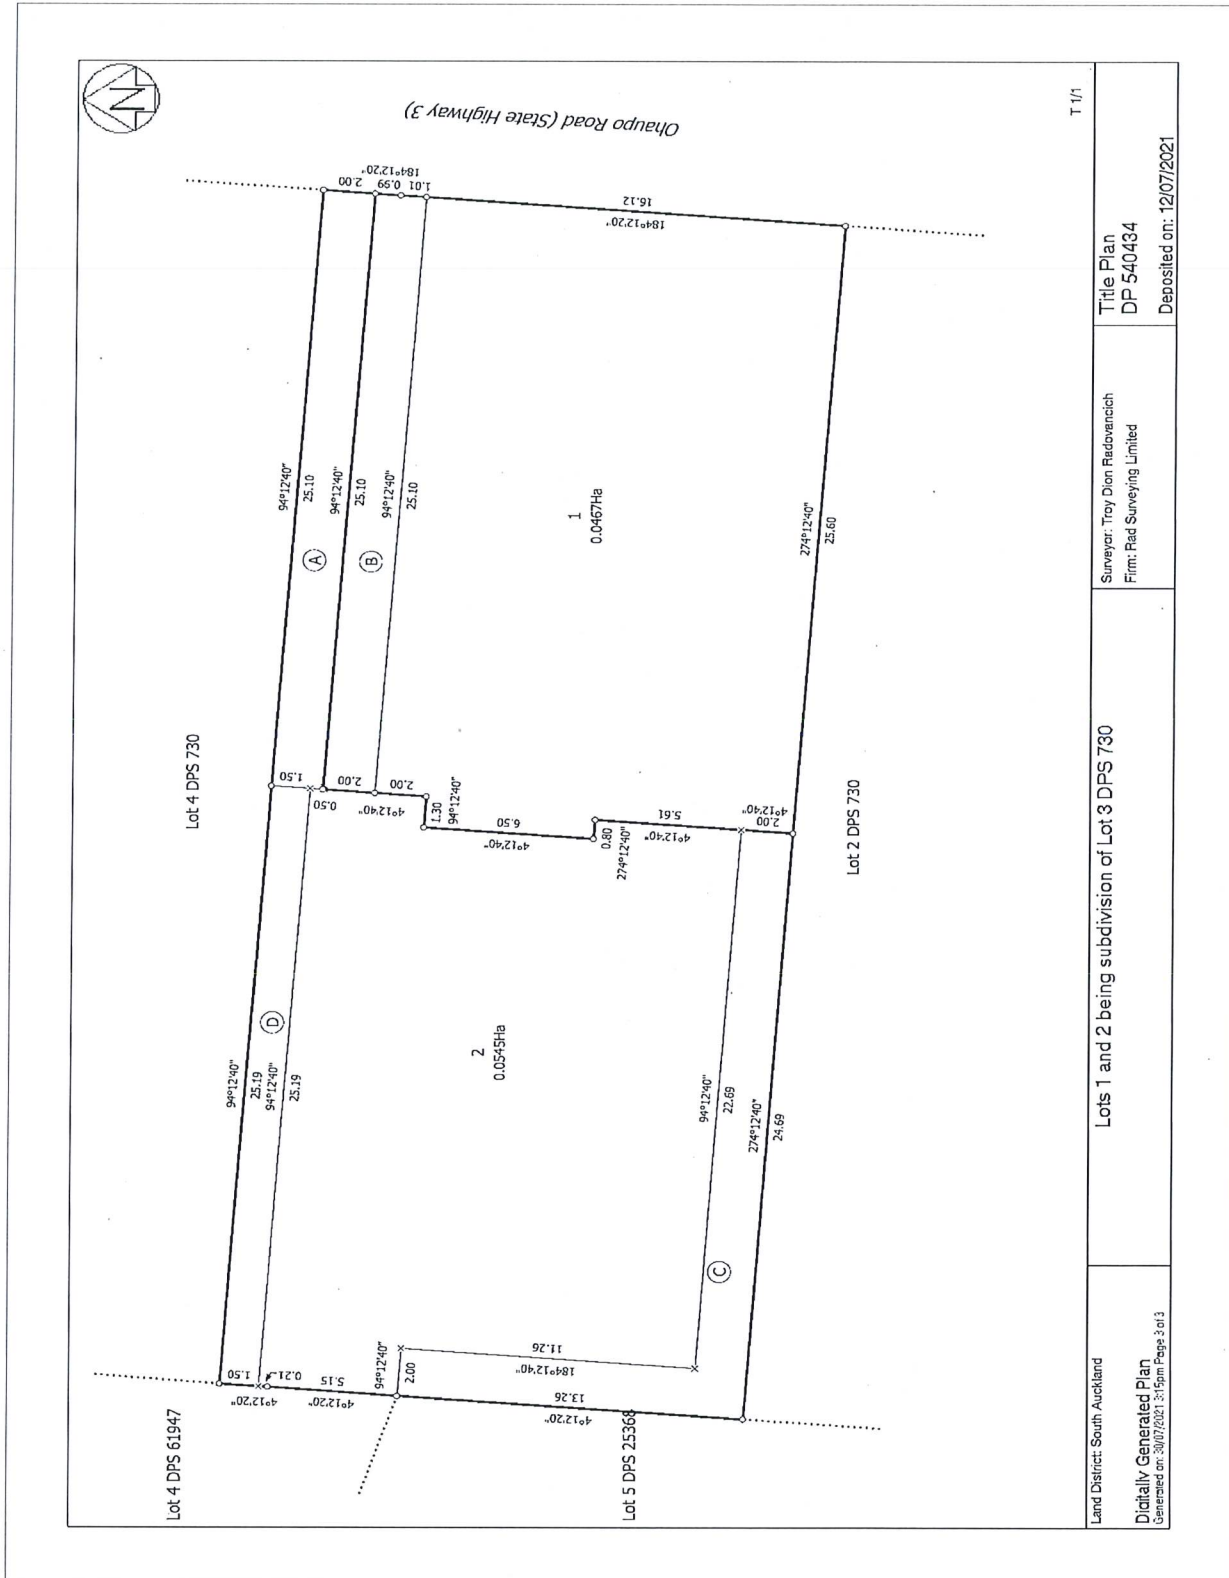 N
Ohaupo Road (State Highway 3)
T 1/1
Lot 4 DPS 730
94°12'40"
25.10
A
94°12'40"
25.10
B
94°12'40"
25.10
2.00
0.99
1.01
184°12'20"
16.12
184°12'20"
1
0.0467Ha
274°12'40"
25.60
1.50
0.50
2.00
2.00
4°12'40"
1.30
94°12'40"
6.50
4°12'40"
0.80
274°12'40"
5.61
4°12'40"
2.00
4°12'40"
Lot 2 DPS 730
94°12'40"
25.19
94°12'40"
25.19
D
2
0.0545Ha
94°12'40"
22.69
274°12'40"
24.69
C
1.50
0.21
4°12'20"
5.15
4°12'20"
94°12'40"
2.00
11.26
184°12'40"
13.26
4°12'20"
Lot 4 DPS 61947
Lot 5 DPS 25368
Land District: South Auckland
Digitally Generated Plan
Generated on: 30/07/2021 3:15pm Page 3 of 3
Lots 1 and 2 being subdivision of Lot 3 DPS 730
Surveyor: Troy Dion Radovancich
Firm: Rad Surveying Limited
Title Plan
DP 540434
Deposited on: 12/07/2021